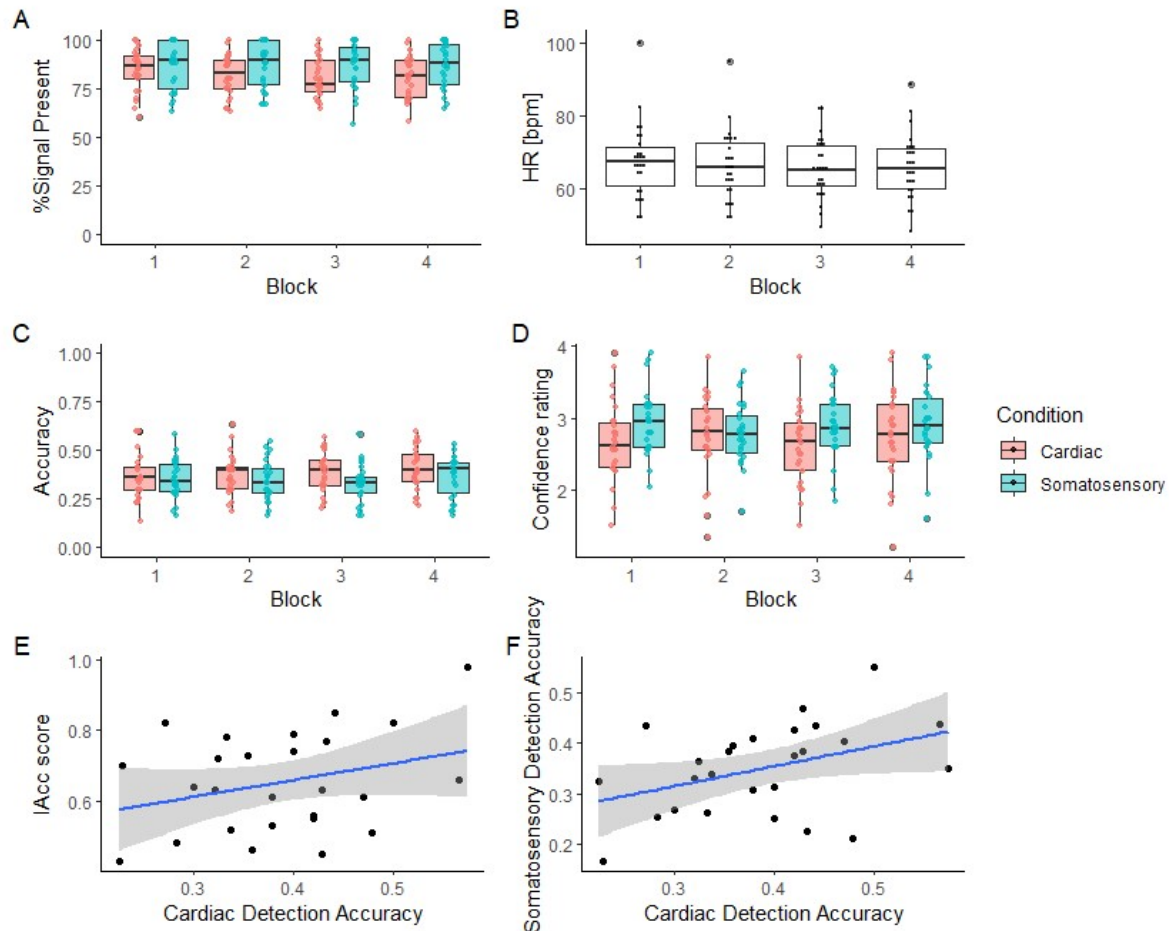 A
%Signal Present
100
75
50
25
0
1 2 3 4
Block
B
HR [bpm]
100
80
60
1 2 3 4
Block
C
Accuracy
1.00
0.75
0.50
0.25
0.00
1 2 3 4
Block
D
Confidence rating
4
3
2
1 2 3 4
Block
Condition
Cardiac
Somatosensory
E
IAcc score
1.0
0.8
0.6
0.3 0.4 0.5
Cardiac Detection Accuracy
F
Somatosensory Detection Accuracy
0.5
0.4
0.3
0.2
0.3 0.4 0.5
Cardiac Detection Accuracy